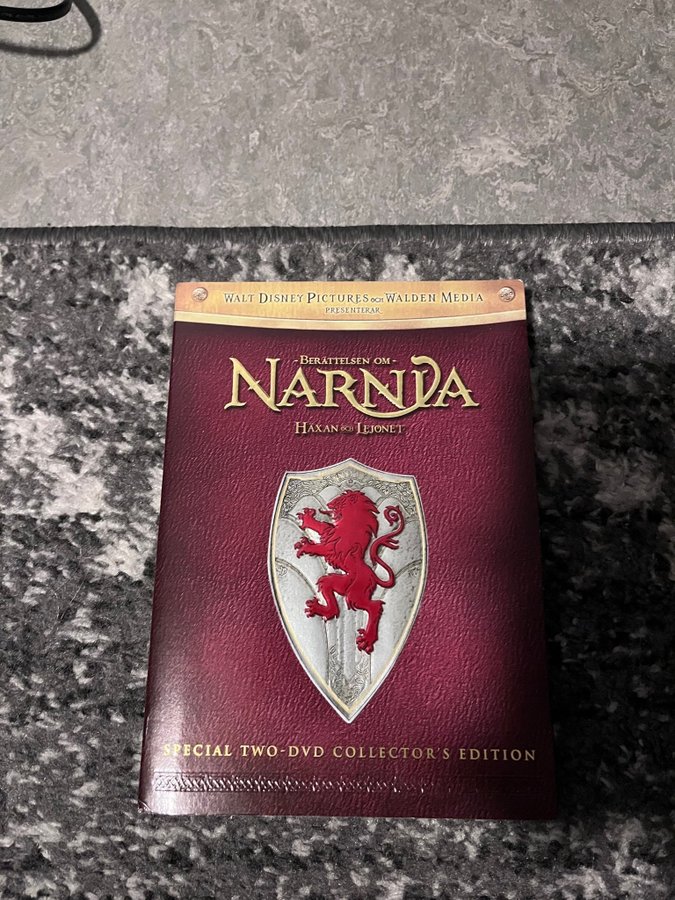 WALT DISNEY PICTURES OCH WALDEN MEDIA
PRESENTERAR
-BERÄTTELSEN OM-
NARNIA
HÄXAN OCH LEJONET
SPECIAL TWO-DVD COLLECTOR'S EDITION